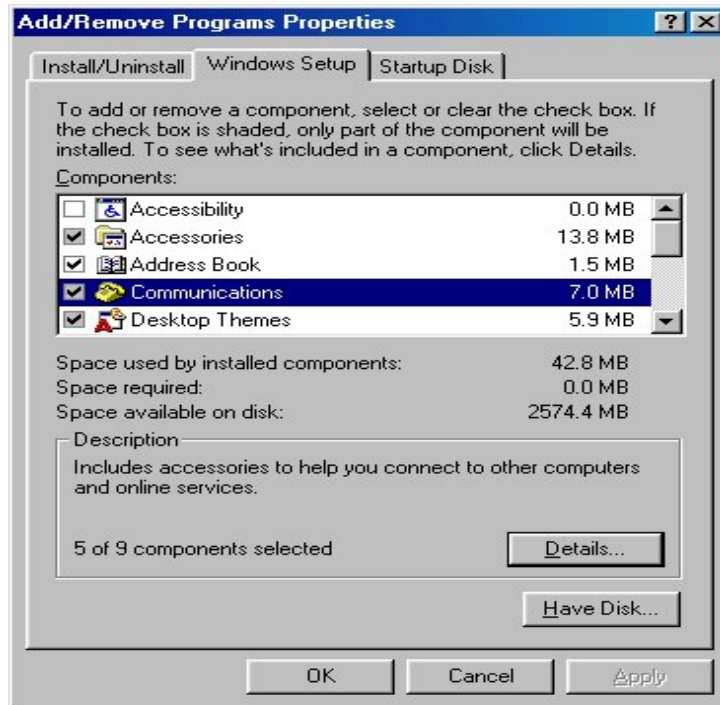 Add/Remove Programs Properties
Install/Uninstall Windows Setup Startup Disk
To add or remove a component, select or clear the check box. If
the check box is shaded, only part of the component will be
installed. To see what's included in a component, click Details.
Components:
Accessibility 0.0 MB
Accessories 13.8 MB
Address Book 1.5 MB
Communications 7.0 MB
Desktop Themes 5.9 MB
Space used by installed components: 42.8 MB
Space required: 0.0 MB
Space available on disk: 2574.4 MB
Description
Includes accessories to help you connect to other computers
and online services.
5 of 9 components selected Details...
Have Disk...
OK Cancel Apply